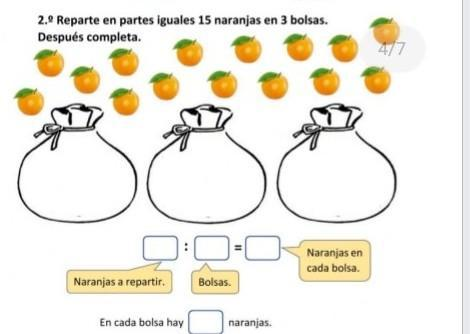 2.º Reparte en partes iguales 15 naranjas en 3 bolsas.
Después completa.
4/7
: =
Naranjas en
cada bolsa.
Naranjas a repartir.
Bolsas.
En cada bolsa hay naranjas.